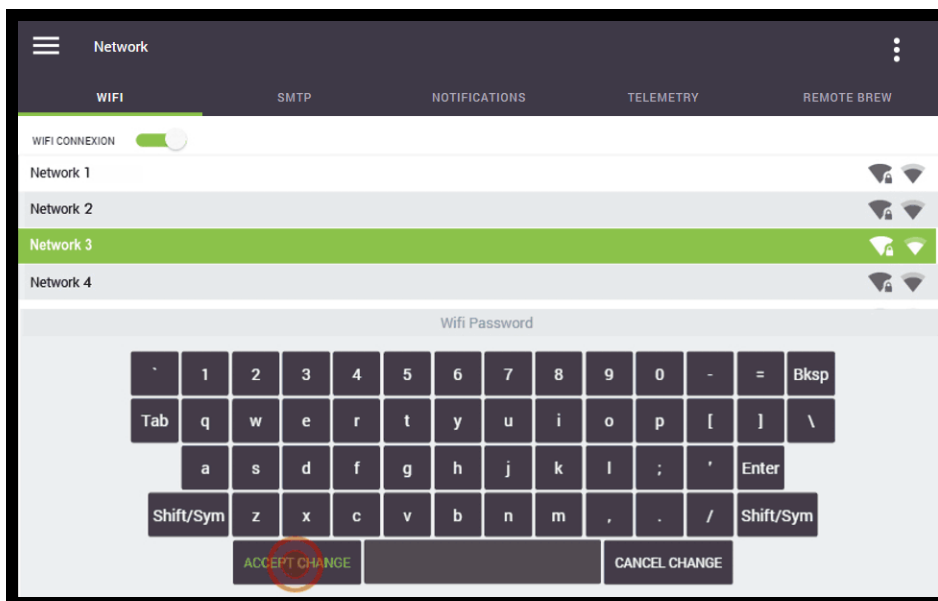 Network
WIFI SMTP NOTIFICATIONS TELEMETRY REMOTE BREW
WIFI CONNEXION
Network 1
Network 2
Network 3
Network 4
Wifi Password
` 1 2 3 4 5 6 7 8 9 0 - = Bksp
Tab q w e r t y u i o p [ ] \
a s d f g h j k l ; ' Enter
Shift/Sym z x c v b n m , . / Shift/Sym
ACCEPT CHANGE CANCEL CHANGE